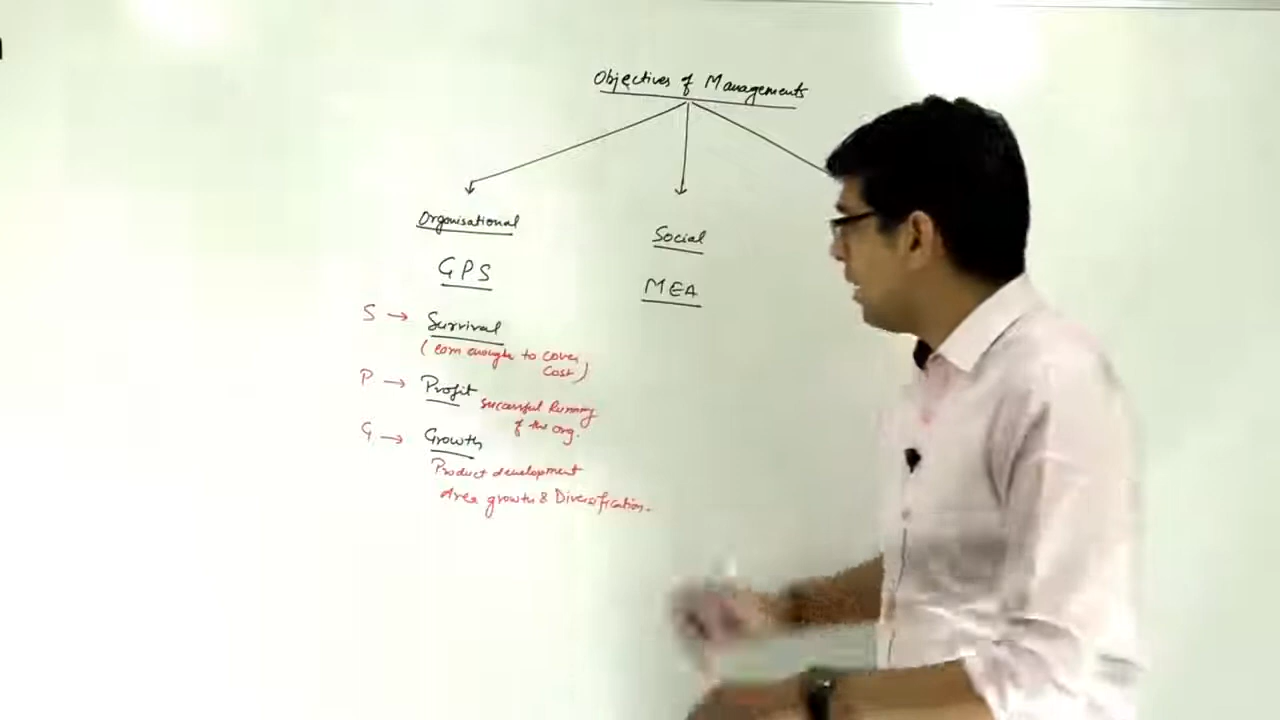 Objectives of Managements
Organisational
GPS
S → Survival
(earn enough to cover
cost)
P → Profit
successful Running
of the org.
G → Growth
Product development
Area growth & Diversification.
Social
MEA